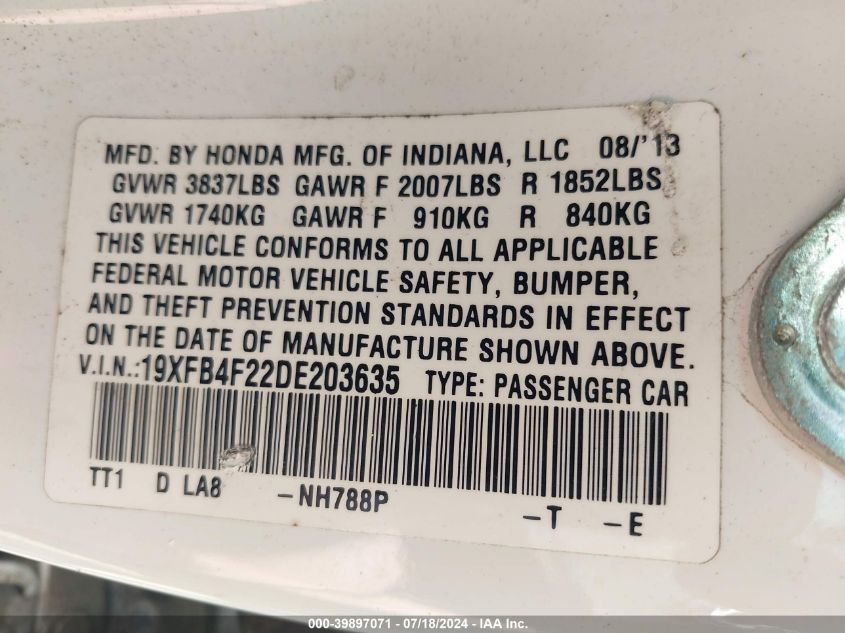 MFD. BY HONDA MFG. OF INDIANA, LLC 08/'13
GVWR 3837LBS GAWR F 2007LBS R 1852LBS
GVWR 1740KG GAWR F 910KG R 840KG
THIS VEHICLE CONFORMS TO ALL APPLICABLE
FEDERAL MOTOR VEHICLE SAFETY, BUMPER,
AND THEFT PREVENTION STANDARDS IN EFFECT
ON THE DATE OF MANUFACTURE SHOWN ABOVE.
V.I.N.:19XFB4F22DE203635 TYPE: PASSENGER CAR
TT1 D LA8 -NH788P -T -E
000-39897071 - 07/18/2024 - IAA Inc.